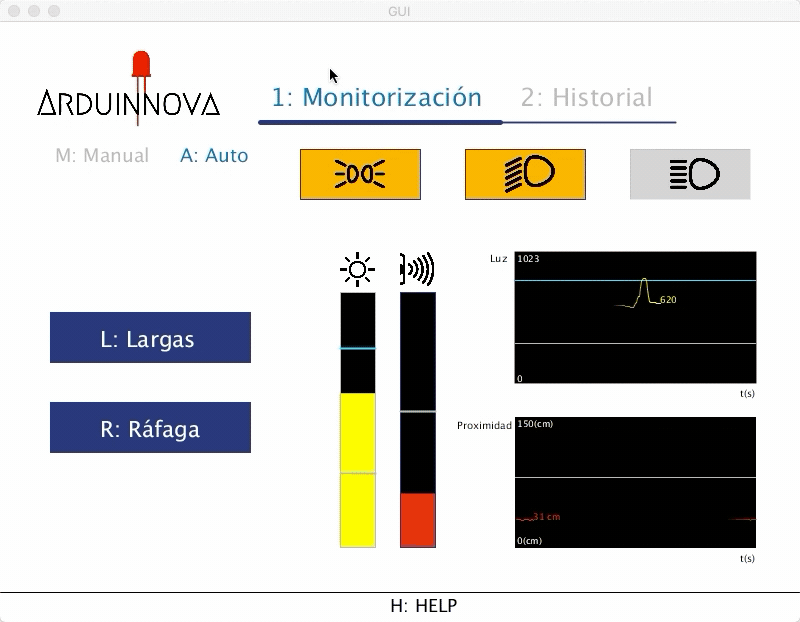 GUI
ARDUINNOVA
1: Monitorización
2: Historial
M: Manual
A: Auto
Luz
1023
620
0
t(s)
L: Largas
R: Ráfaga
Proximidad
150(cm)
31 cm
0(cm)
t(s)
H: HELP